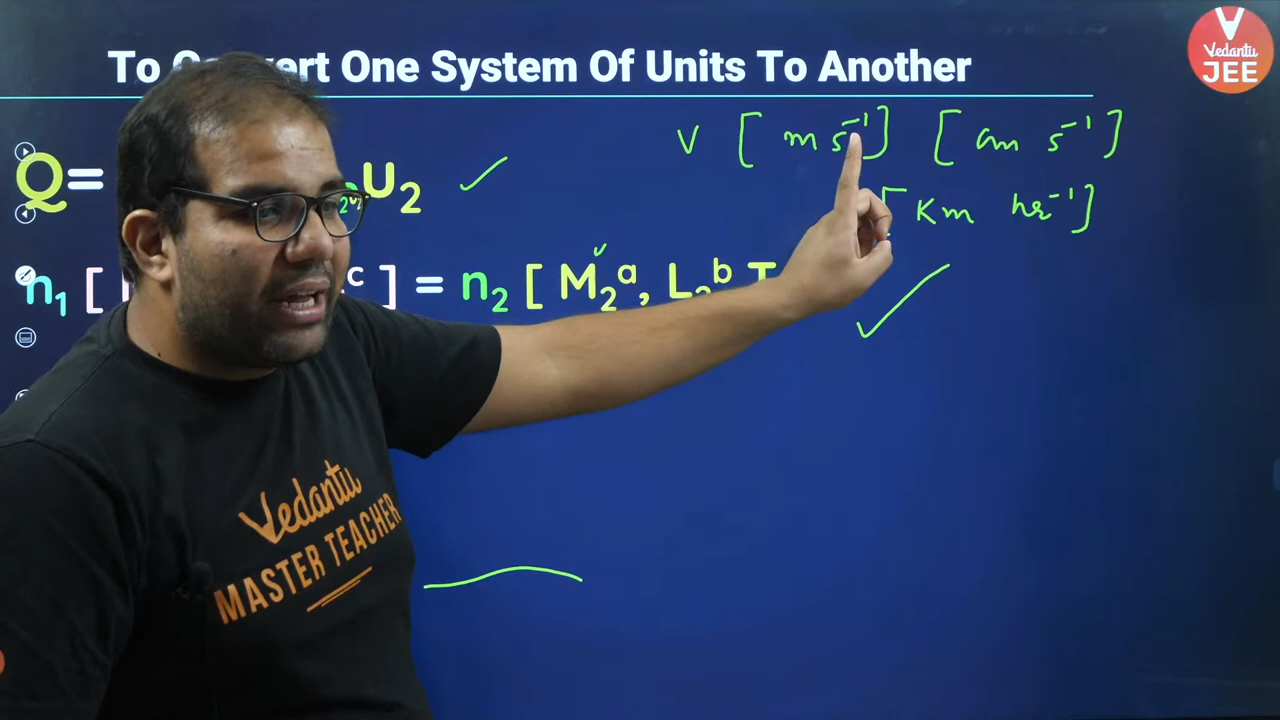 To Convert One System Of Units To Another
Vedantu
JEE
v [ m s⁻¹] [ cm s⁻¹ ]
[ Km hr⁻¹]
Q= U₂ ✓
n₁ [ ᶜ ] = n₂ [ M₂ᵃ, L₂ᵇ T
Vedantu
MASTER TEACHER